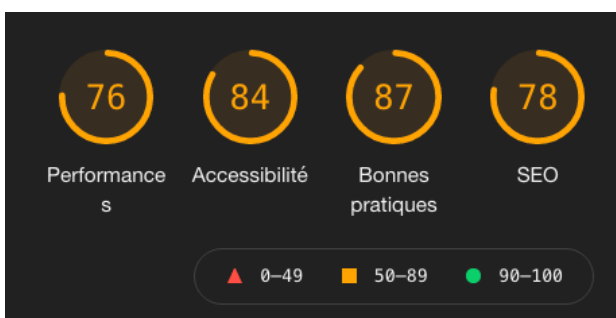 76 84 87 78
Performance Accessibilité Bonnes SEO
s pratiques
0–49 50–89 90–100